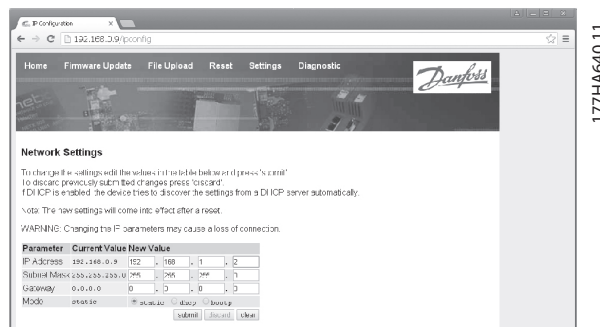 IP Configuration
192.168.0.9/ipconfig
Home Firmware Update File Upload Reset Settings Diagnostic
Danfoss
Network Settings
To change the settings edit the values in the table below and press 'submit'
To discard previously submitted changes press 'discard'.
If DHCP is enabled, the device tries to discover the settings from a DHCP server automatically.
Note: The new settings will come into effect after a reset.
WARNING: Changing the IP parameters may cause a loss of connection.
Parameter Current Value New Value
IP Address 192.168.0.9 192 . 168 . 1 . 2
Subnet Mask 255.255.255.0 255 . 255 . 255 . 0
Gateway 0.0.0.0 0 . 0 . 0 . 0
Mode static static dhcp bootp
submit discard clear
177HA640.11